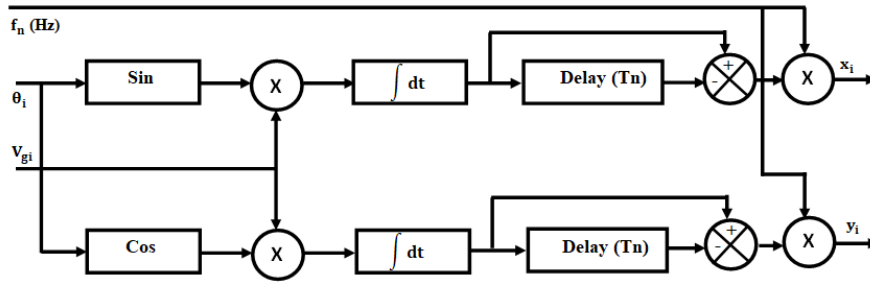 f_n (Hz)
Sin
X
∫ dt
Delay (Tn)
+
-
X
x_i
θ_i
V_gi
Cos
X
∫ dt
Delay (Tn)
+
-
X
y_i